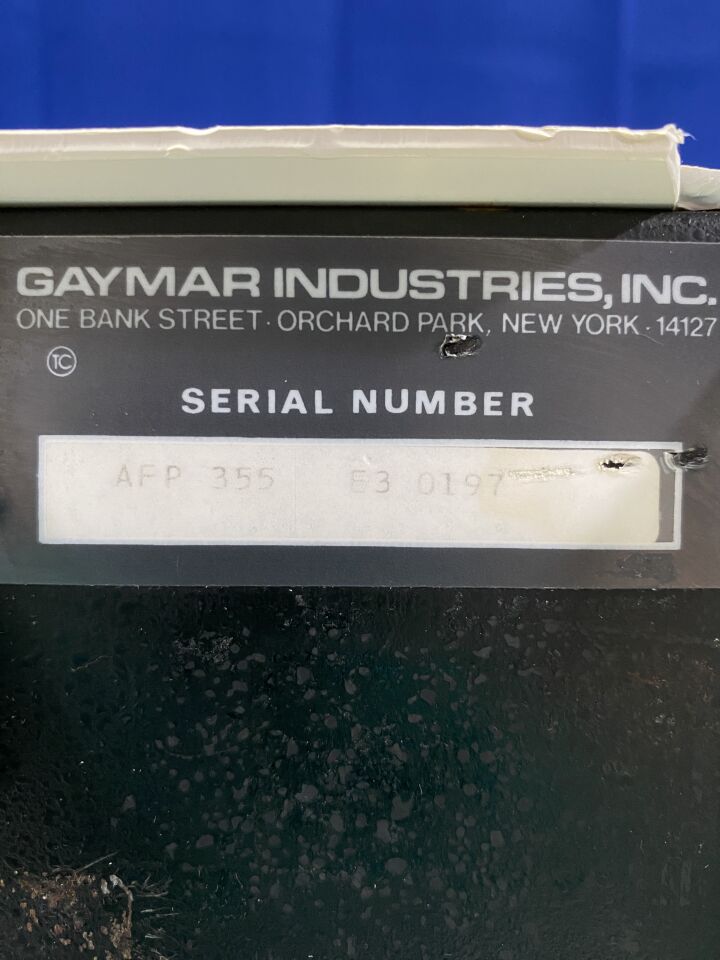 GAYMAR INDUSTRIES, INC.
ONE BANK STREET · ORCHARD PARK, NEW YORK · 14127
TC
SERIAL NUMBER
AFP 355 E3 0197